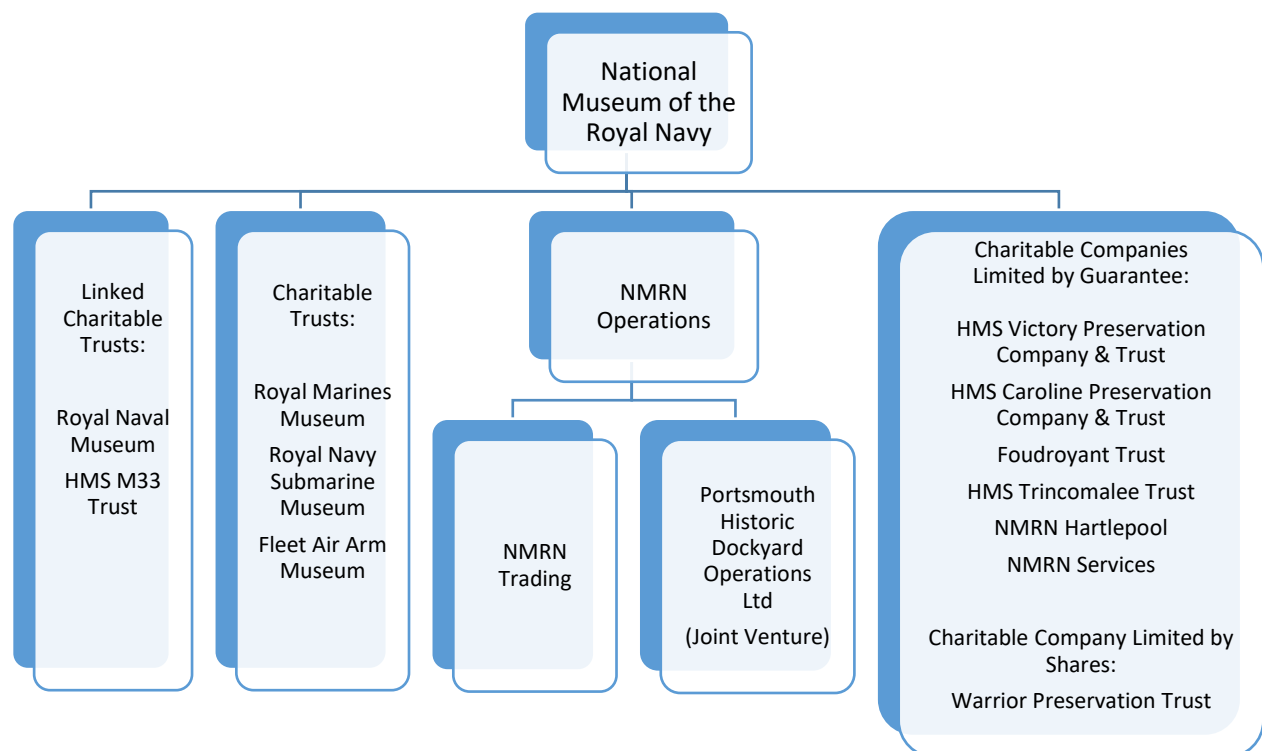 National
Museum of the
Royal Navy
Linked
Charitable
Trusts:
Royal Naval
Museum
HMS M33
Trust
Charitable
Trusts:
Royal Marines
Museum
Royal Navy
Submarine
Museum
Fleet Air Arm
Museum
NMRN
Operations
NMRN
Trading
Portsmouth
Historic
Dockyard
Operations
Ltd
(Joint Venture)
Charitable Companies
Limited by Guarantee:
HMS Victory Preservation
Company & Trust
HMS Caroline Preservation
Company & Trust
Foudroyant Trust
HMS Trincomalee Trust
NMRN Hartlepool
NMRN Services
Charitable Company Limited by
Shares:
Warrior Preservation Trust